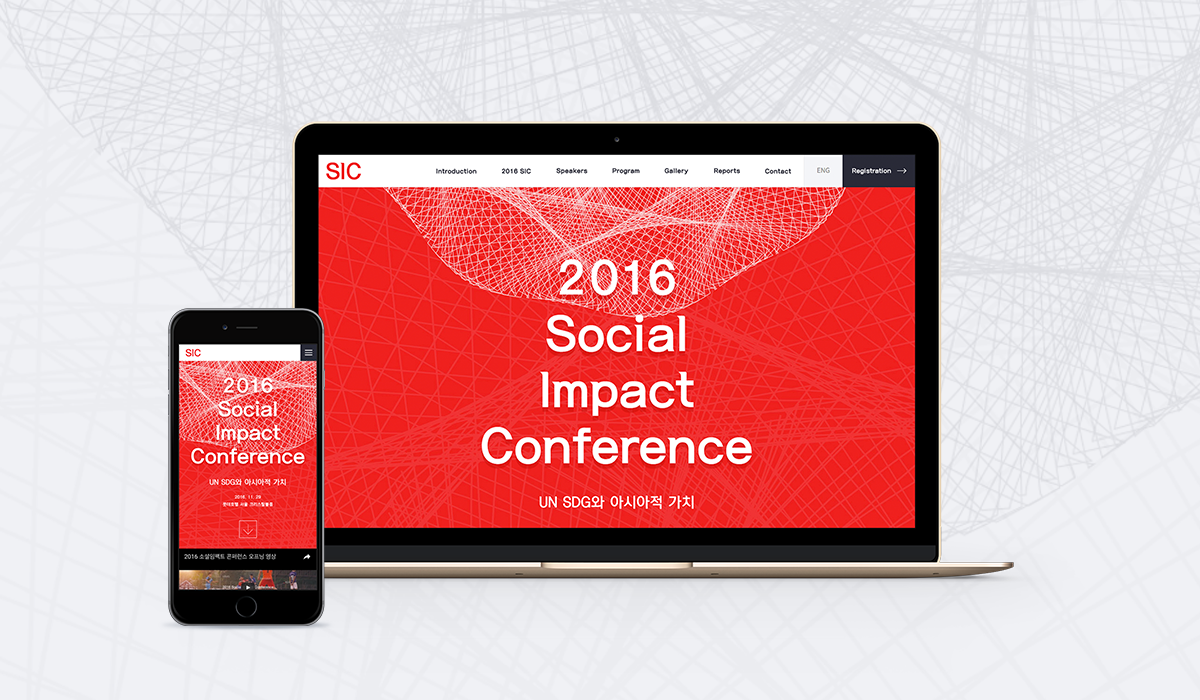 SIC
Introduction
2016 SIC
Speakers
Program
Gallery
Reports
Contact
ENG
Registration
2016
Social
Impact
Conference
UN SDG와 아시아적 가치
SIC
2016
Social
Impact
Conference
UN SDG와 아시아적 가치
2016. 11. 29
2016 소셜임팩트 콘퍼런스 오프닝 영상